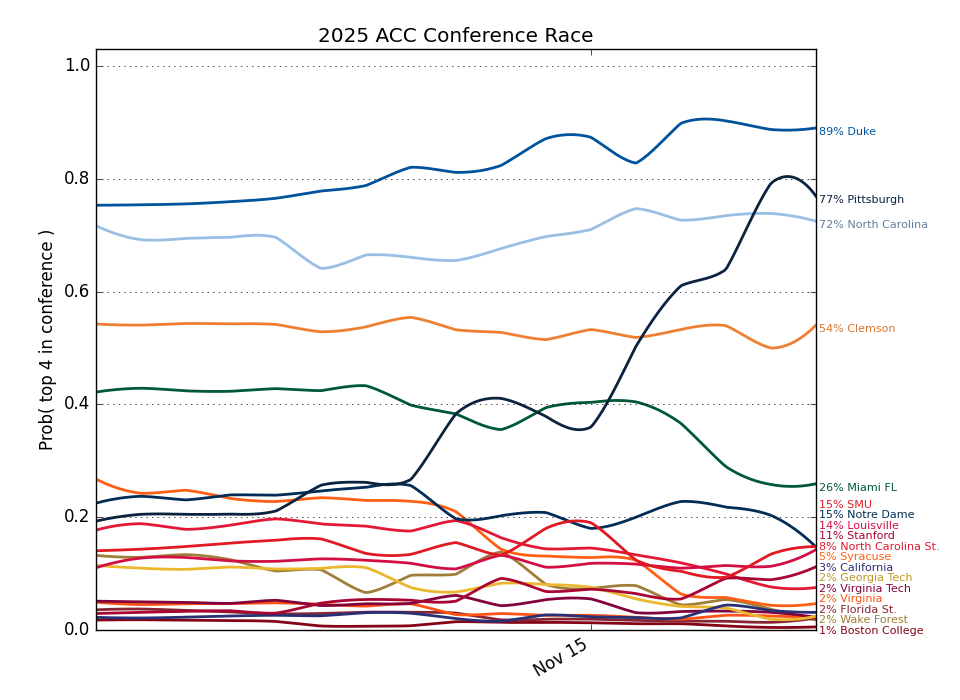 2025 ACC Conference Race
Prob( top 4 in conference )
1.0
0.8
0.6
0.4
0.2
0.0
Nov 15
89% Duke
77% Pittsburgh
72% North Carolina
54% Clemson
26% Miami FL
15% SMU
15% Notre Dame
14% Louisville
11% Stanford
8% North Carolina St.
5% Syracuse
3% California
2% Georgia Tech
2% Virginia Tech
2% Virginia
2% Florida St.
2% Wake Forest
1% Boston College